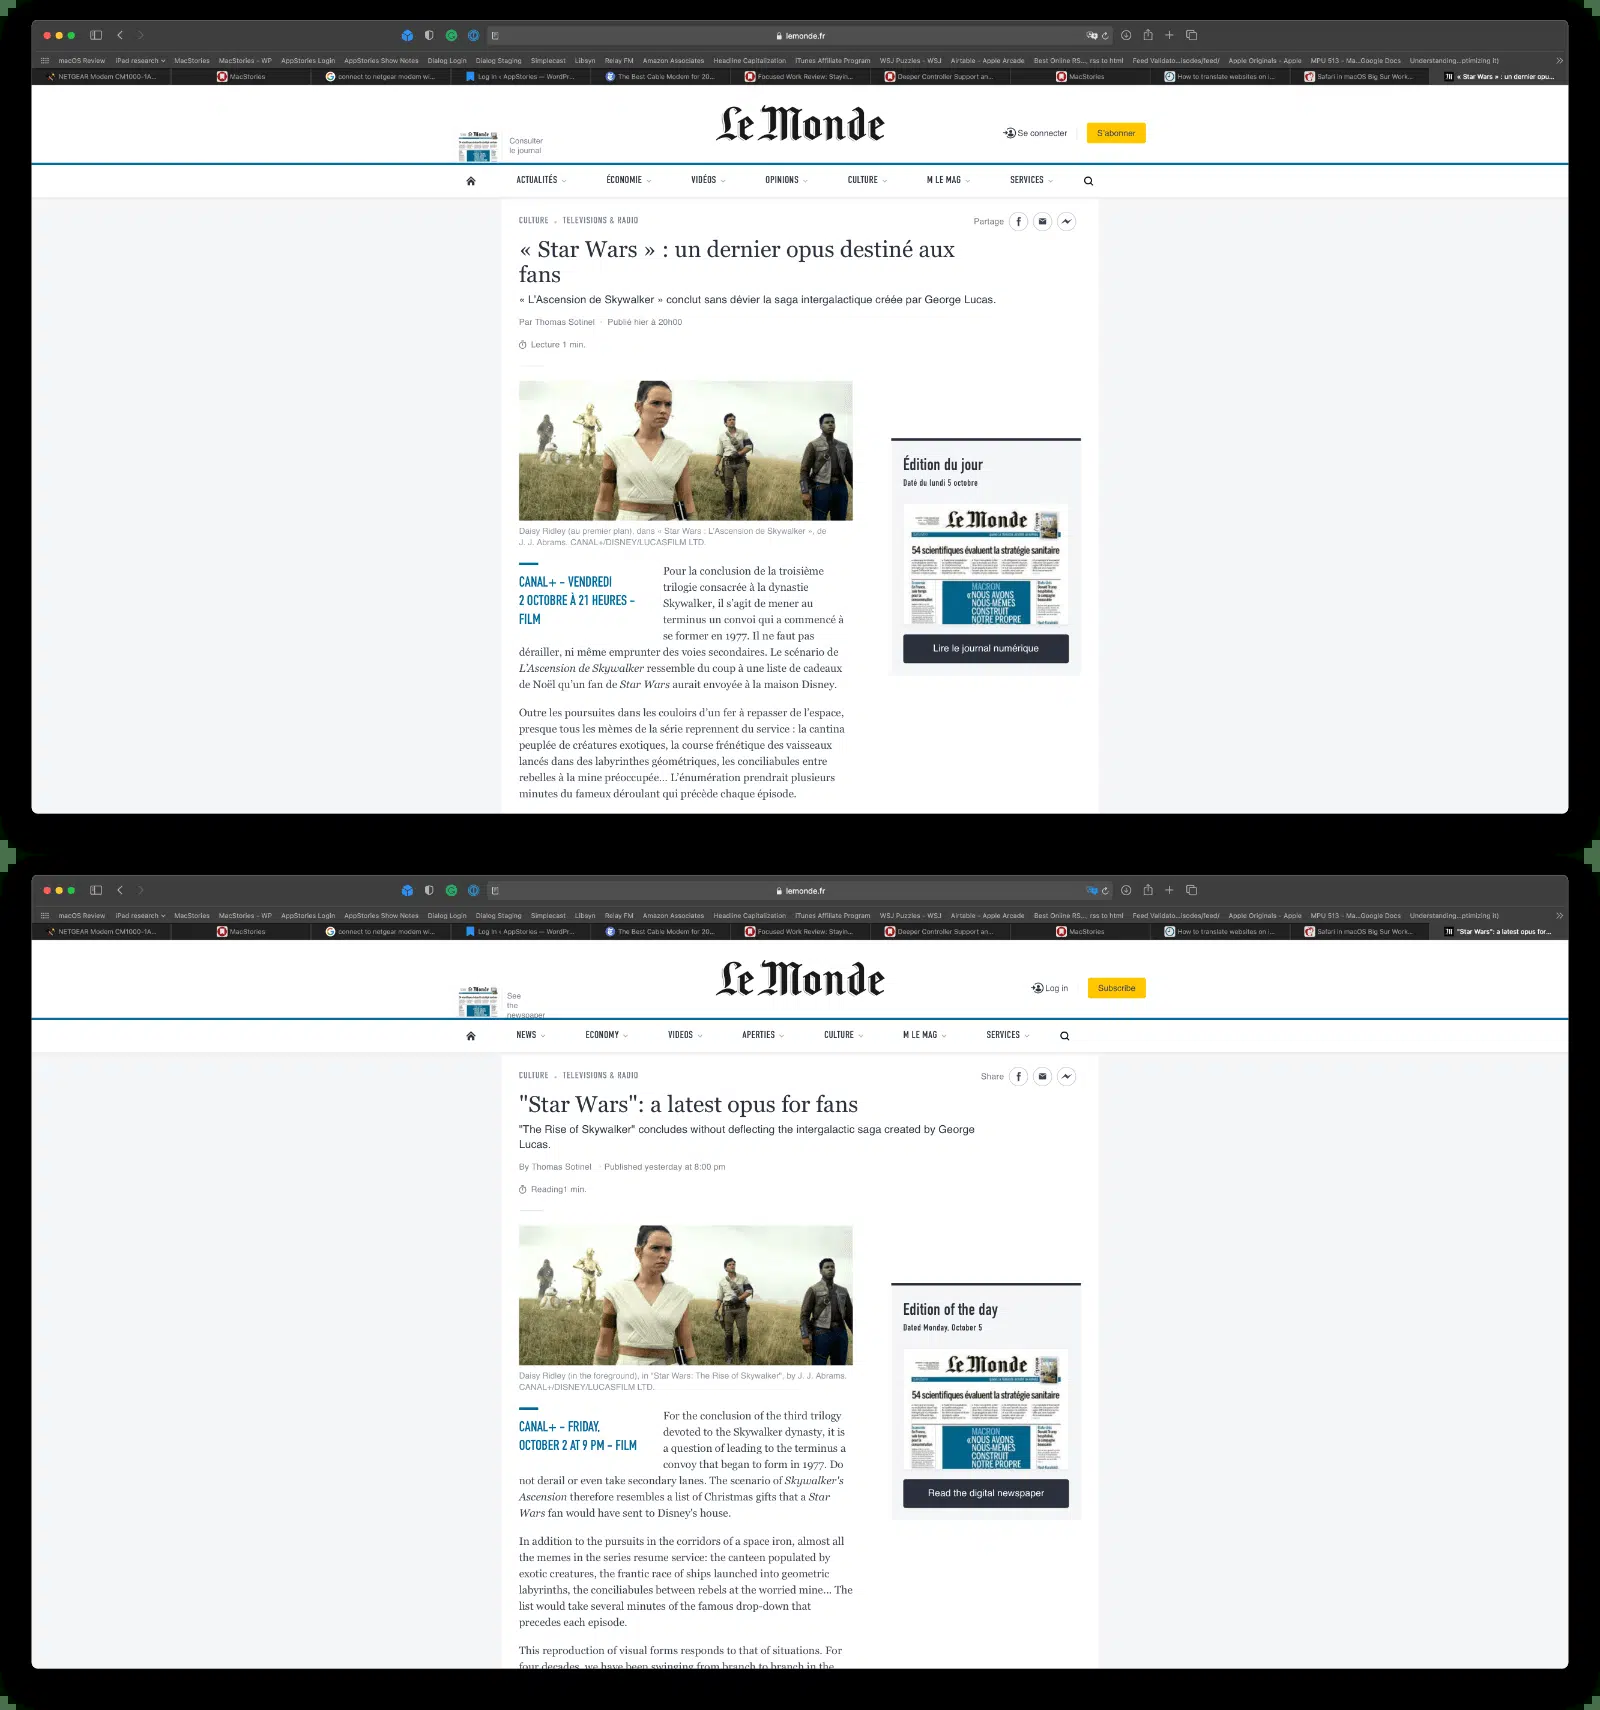 lemonde.fr
macOS Review iPad research MacStories MacStories – WP AppStories Login AppStories Show Notes Dialog Login Dialog Staging Simplecast Libsyn Relay FM Amazon Associates Headline Capitalization iTunes Affiliate Program WSJ Puzzles – WSJ Airtable – Apple Arcade Best Online RS..., rss to html Feed Validato...iscdes/feed/ Apple Originals – Apple MPU 513 – Ma...Google Docs Understanding...ptimizing it)
NETGEAR Modem CM1000-1A... MacStories connect to netgear modem wi... Log In ‹ AppStories — WordPr... The Best Cable Modem for 20... Focused Work Review: Stayin... Deeper Controller Support an... MacStories How to translate websites on i... Safari in macOS Big Sur Work... « Star Wars » : un dernier opu...
Le Monde
Consulter
le journal
Se connecter S'abonner
ACTUALITÉS ÉCONOMIE VIDÉOS OPINIONS CULTURE M LE MAG SERVICES
CULTURE . TELEVISIONS & RADIO
Partage
« Star Wars » : un dernier opus destiné aux
fans
« L'Ascension de Skywalker » conclut sans dévier la saga intergalactique créée par George Lucas.
Par Thomas Sotinel · Publié hier à 20h00
Lecture 1 min.
Daisy Ridley (au premier plan), dans « Star Wars : L'Ascension de Skywalker », de
J. J. Abrams. CANAL+/DISNEY/LUCASFILM LTD.
CANAL+ – VENDREDI
2 OCTOBRE À 21 HEURES –
FILM
Pour la conclusion de la troisième
trilogie consacrée à la dynastie
Skywalker, il s'agit de mener au
terminus un convoi qui a commencé à
se former en 1977. Il ne faut pas
dérailler, ni même emprunter des voies secondaires. Le scénario de
L'Ascension de Skywalker ressemble du coup à une liste de cadeaux
de Noël qu'un fan de Star Wars aurait envoyée à la maison Disney.
Outre les poursuites dans les couloirs d'un fer à repasser de l'espace,
presque tous les mèmes de la série reprennent du service : la cantina
peuplée de créatures exotiques, la course frénétique des vaisseaux
lancés dans des labyrinthes géométriques, les conciliabules entre
rebelles à la mine préoccupée... L'énumération prendrait plusieurs
minutes du fameux déroulant qui précède chaque épisode.
Édition du jour
Daté du lundi 5 octobre
Le Monde
54 scientifiques évaluent la stratégie sanitaire
MACRON
«NOUS AVONS
NOUS-MÊMES
CONSTRUIT
NOTRE PROPRE
Lire le journal numérique
lemonde.fr
macOS Review iPad research MacStories MacStories – WP AppStories Login AppStories Show Notes Dialog Login Dialog Staging Simplecast Libsyn Relay FM Amazon Associates Headline Capitalization iTunes Affiliate Program WSJ Puzzles – WSJ Airtable – Apple Arcade Best Online RS..., rss to html Feed Validato...iscdes/feed/ Apple Originals – Apple MPU 513 – Ma...Google Docs Understanding...ptimizing it)
NETGEAR Modem CM1000-1A... MacStories connect to netgear modem wi... Log In ‹ AppStories — WordPr... The Best Cable Modem for 20... Focused Work Review: Stayin... Deeper Controller Support an... MacStories How to translate websites on i... Safari in macOS Big Sur Work... "Star Wars": a latest opus for...
Le Monde
See
the
newspaper
Log in Subscribe
NEWS ECONOMY VIDEOS APERTIES CULTURE M LE MAG SERVICES
CULTURE . TELEVISIONS & RADIO
Share
"Star Wars": a latest opus for fans
"The Rise of Skywalker" concludes without deflecting the intergalactic saga created by George
Lucas.
By Thomas Sotinel · Published yesterday at 8:00 pm
Reading1 min.
Daisy Ridley (in the foreground), in "Star Wars: The Rise of Skywalker", by J. J. Abrams.
CANAL+/DISNEY/LUCASFILM LTD.
CANAL+ – FRIDAY,
OCTOBER 2 AT 9 PM – FILM
For the conclusion of the third trilogy
devoted to the Skywalker dynasty, it is
a question of leading to the terminus a
convoy that began to form in 1977. Do
not derail or even take secondary lanes. The scenario of Skywalker's
Ascension therefore resembles a list of Christmas gifts that a Star
Wars fan would have sent to Disney's house.
In addition to the pursuits in the corridors of a space iron, almost all
the memes in the series resume service: the canteen populated by
exotic creatures, the frantic race of ships launched into geometric
labyrinths, the conciliabules between rebels at the worried mine... The
list would take several minutes of the famous drop-down that
precedes each episode.
This reproduction of visual forms responds to that of situations. For
four decades, we have been swinging from branch to branch in the
Edition of the day
Dated Monday, October 5
Le Monde
54 scientifiques évaluent la stratégie sanitaire
MACRON
«NOUS AVONS
NOUS-MÊMES
CONSTRUIT
NOTRE PROPRE
Read the digital newspaper